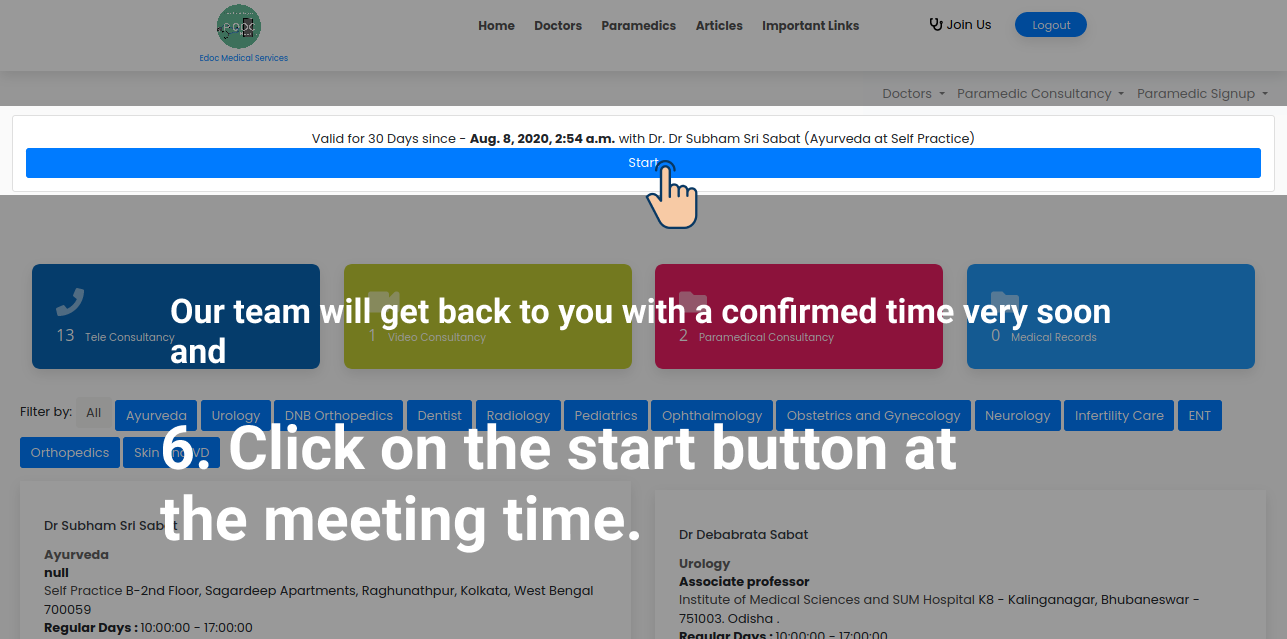 Edoc Medical Services
Home Doctors Paramedics Articles Important Links Join Us Logout
Doctors Paramedic Consultancy Paramedic Signup
Valid for 30 Days since - Aug. 8, 2020, 2:54 a.m. with Dr. Dr Subham Sri Sabat (Ayurveda at Self Practice)
Start
Our team will get back to you with a confirmed time very soon
and
13 Tele Consultancy
1 Video Consultancy
2 Paramedical Consultancy
0 Medical Records
Filter by: All Ayurveda Urology DNB Orthopedics Dentist Radiology Pediatrics Ophthalmology Obstetrics and Gynecology Neurology Infertility Care ENT
Orthopedics Skin and VD
6. Click on the start button at
the meeting time.
Dr Subham Sri Sabat
Ayurveda
null
Self Practice B-2nd Floor, Sagardeep Apartments, Raghunathpur, Kolkata, West Bengal
700059
Regular Days : 10:00:00 - 17:00:00
Dr Debabrata Sabat
Urology
Associate professor
Institute of Medical Sciences and SUM Hospital K8 - Kalinganagar, Bhubaneswar -
751003. Odisha .
Regular Days : 10:00:00 - 17:00:00